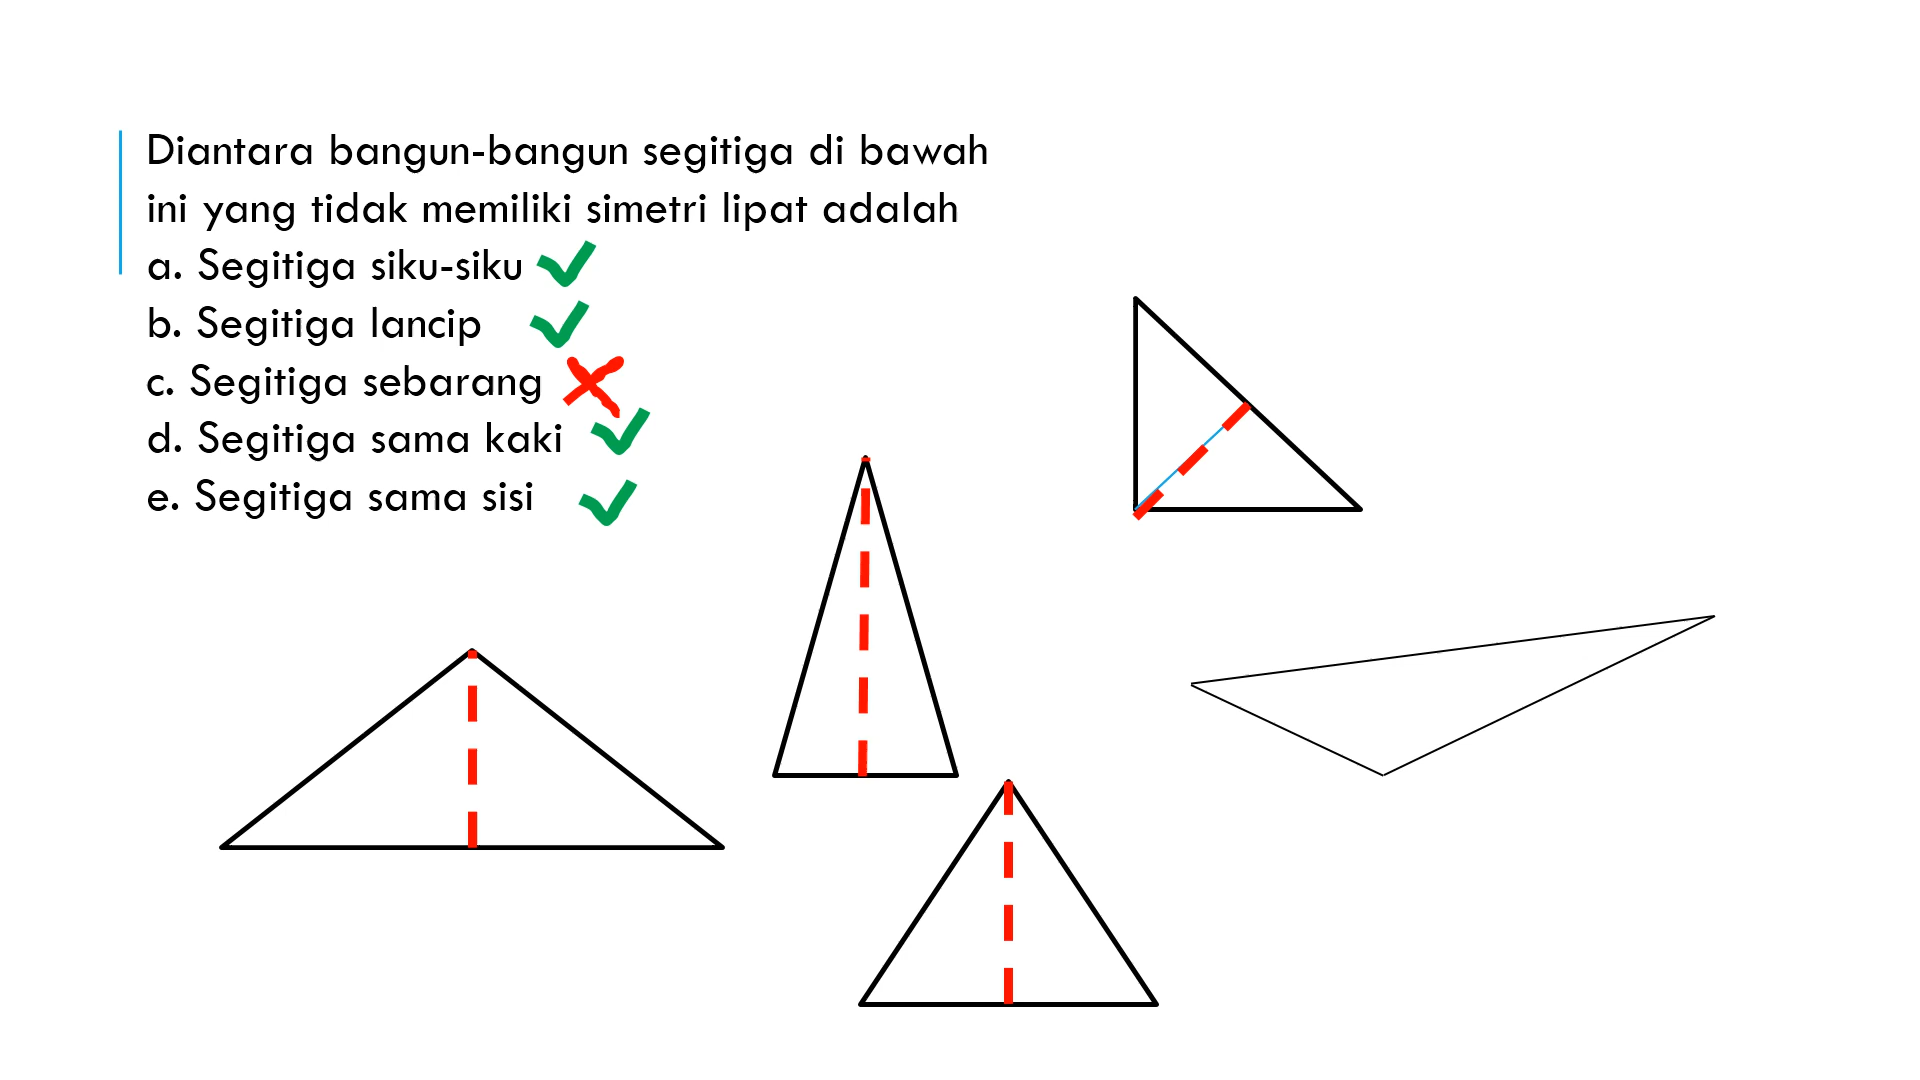 Diantara bangun-bangun segitiga di bawah
ini yang tidak memiliki simetri lipat adalah
a. Segitiga siku-siku
b. Segitiga lancip
c. Segitiga sebarang
d. Segitiga sama kaki
e. Segitiga sama sisi